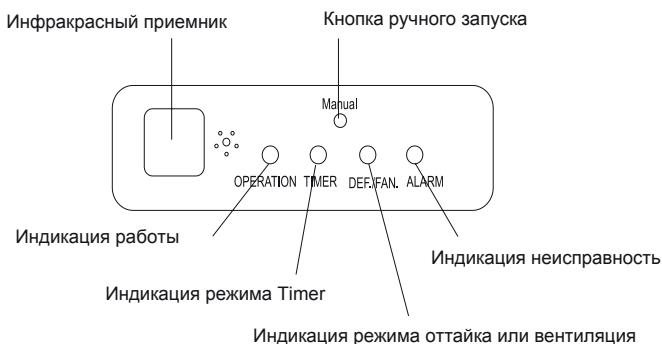 Инфракрасный приемник
Кнопка ручного запуска
Manual
OPERATION TIMER DEF./FAN. ALARM
Индикация работы
Индикация неисправность
Индикация режима Timer
Индикация режима оттайка или вентиляция